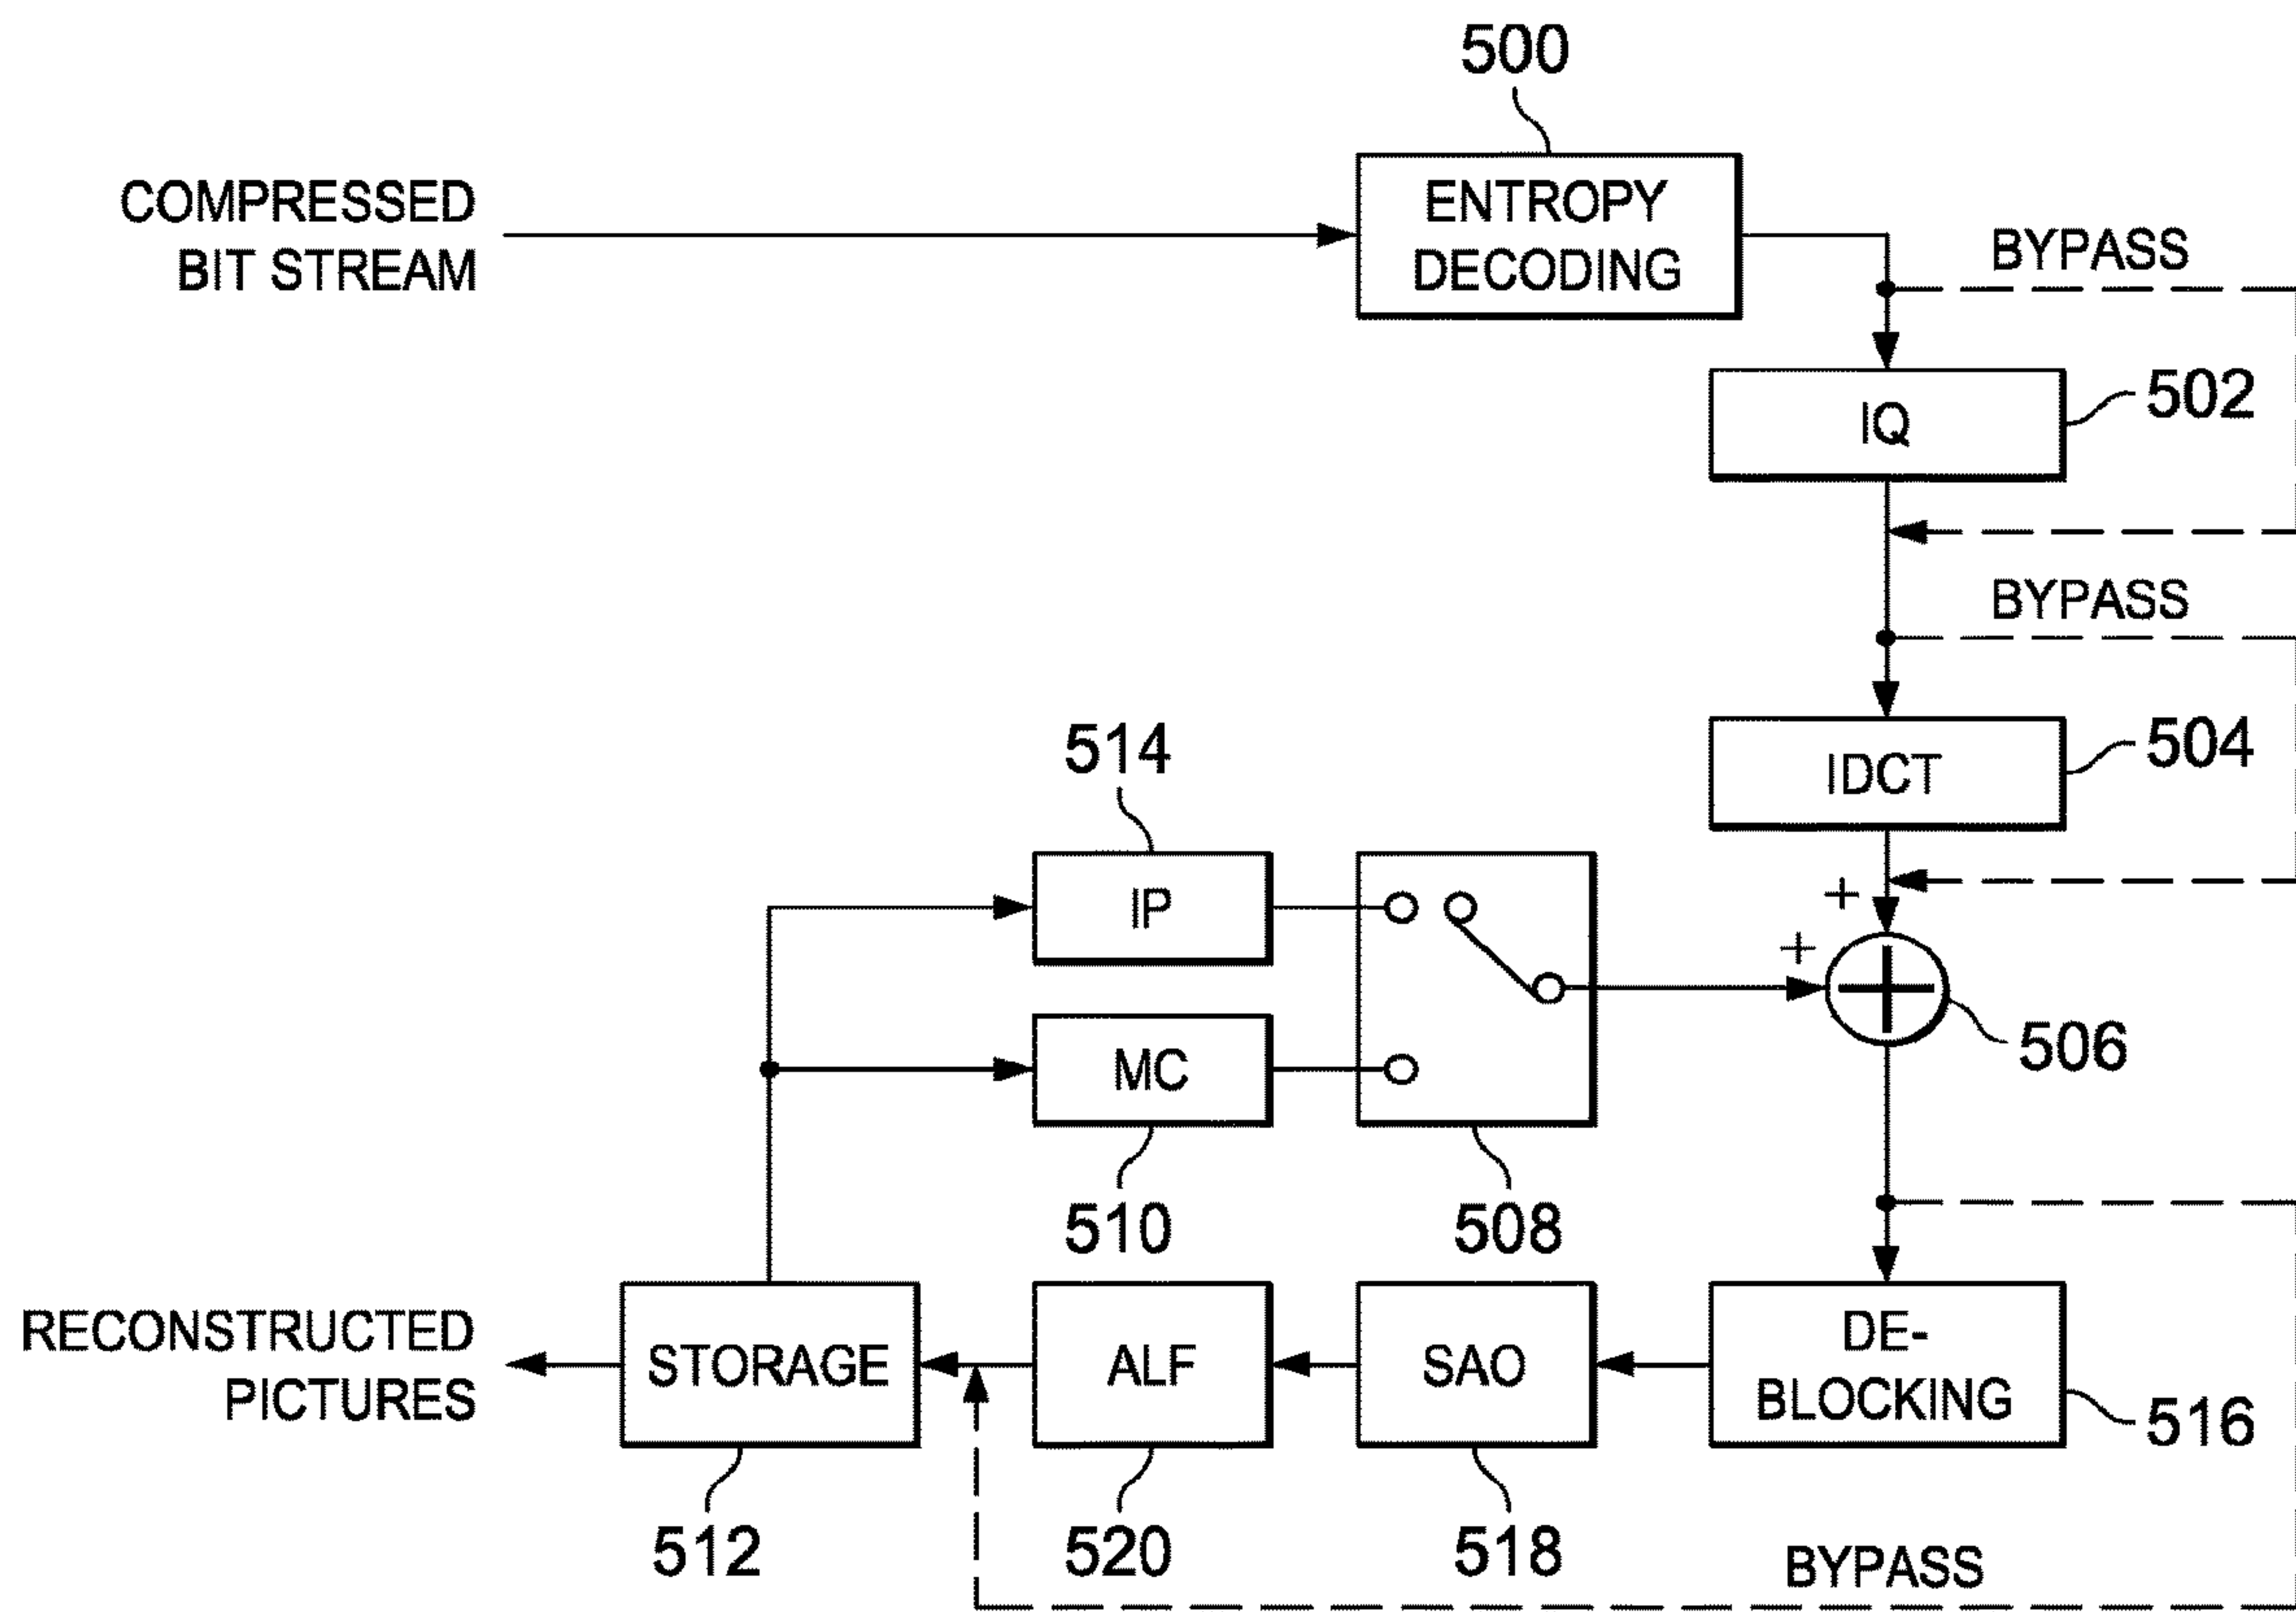 500
COMPRESSED
BIT STREAM
ENTROPY
DECODING
BYPASS
IQ
502
BYPASS
IDCT
504
514
IP
+
+
MC
506
510
508
RECONSTRUCTED
PICTURES
STORAGE
ALF
SAO
DE-
BLOCKING
516
512
520
518
BYPASS